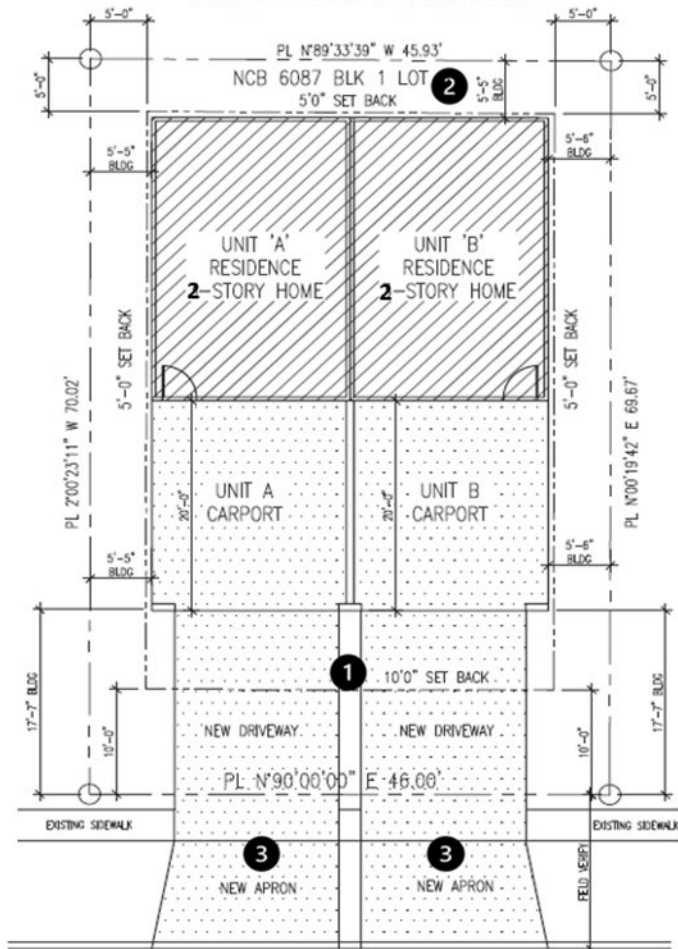 5'-0"
5'-0"
PL N°89'33'39" W 45.93'
NCB 6087 BLK 1 LOT 2
5'0" SET BACK
5'-0"
5'-5" BLDG
5'-0"
5'-5"
BLDG
5'-6"
BLDG
UNIT 'A'
RESIDENCE
2-STORY HOME
UNIT 'B'
RESIDENCE
2-STORY HOME
5'-0" SET BACK
5'-0" SET BACK
PL 2°00'23'11" W 70.02'
PL N°00'19'42" E 69.67'
UNIT A
CARPORT
20'-0"
UNIT B
CARPORT
20'-0"
5'-5"
BLDG
5'-6"
BLDG
17'-7" BLDG
1
10'0" SET BACK
17'-7" BLDG
10'-0"
NEW DRIVEWAY
NEW DRIVEWAY
10'-0"
PL N°90'00'00" E 46.00'
EXISTING SIDEWALK
EXISTING SIDEWALK
3
3
NEW APRON
NEW APRON
FIELD VERIFY